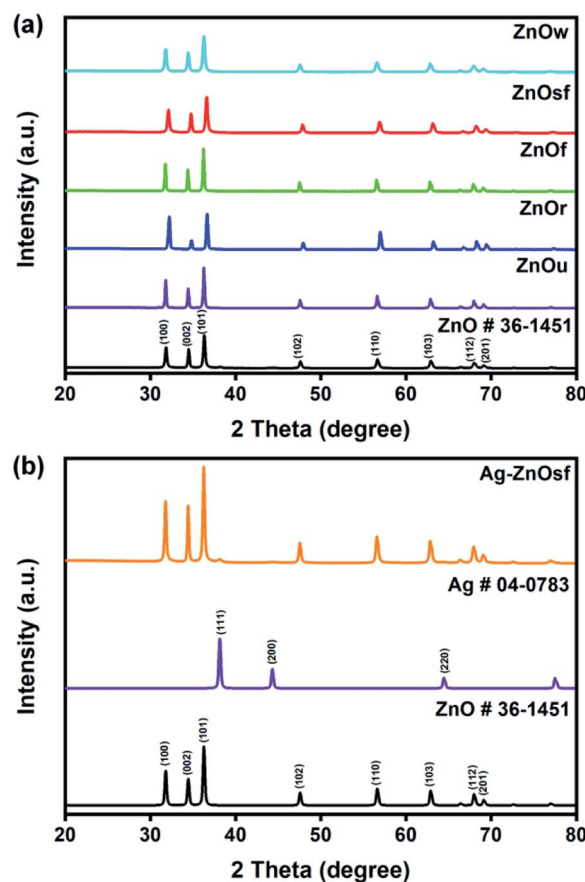 (a)
ZnOw
ZnOsf
ZnOf
ZnOr
ZnOu
ZnO # 36-1451
(100)
(002)
(101)
(102)
(110)
(103)
(112)
(201)
Intensity (a.u.)
20 30 40 50 60 70 80
2 Theta (degree)
(b)
Ag-ZnOsf
Ag # 04-0783
(111)
(200)
(220)
ZnO # 36-1451
(100)
(002)
(101)
(102)
(110)
(103)
(112)
(201)
Intensity (a.u.)
20 30 40 50 60 70 80
2 Theta (degree)